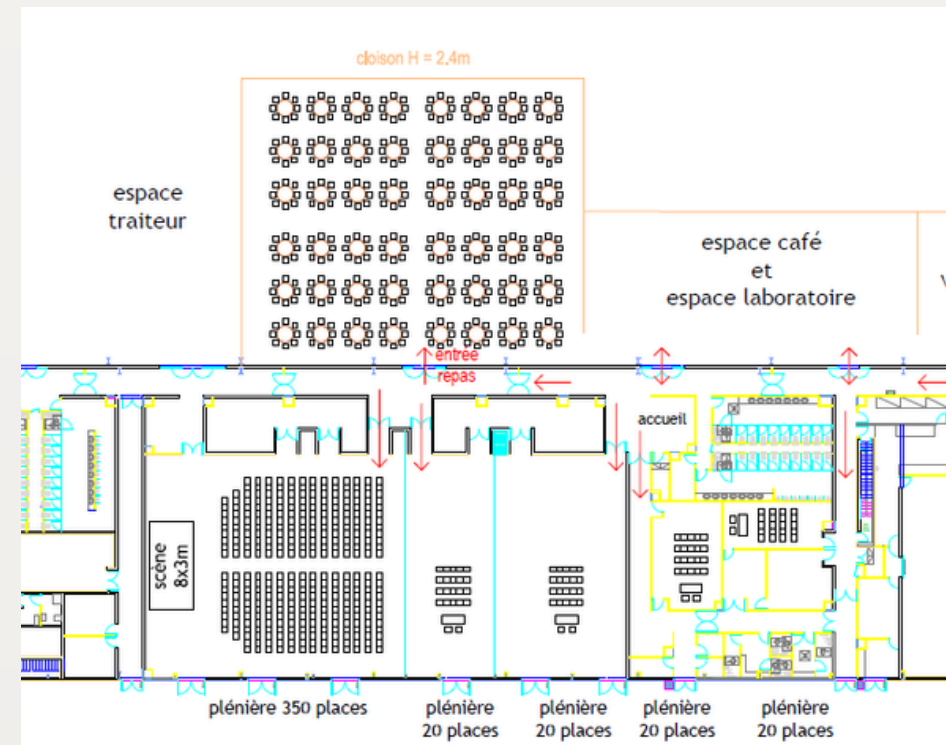 cloison H = 2,4m
espace
traiteur
espace café
et
espace laboratoire
entrée
repas
accueil
scène
8x3m
plénière 350 places
plénière
20 places
plénière
20 places
plénière
20 places
plénière
20 places